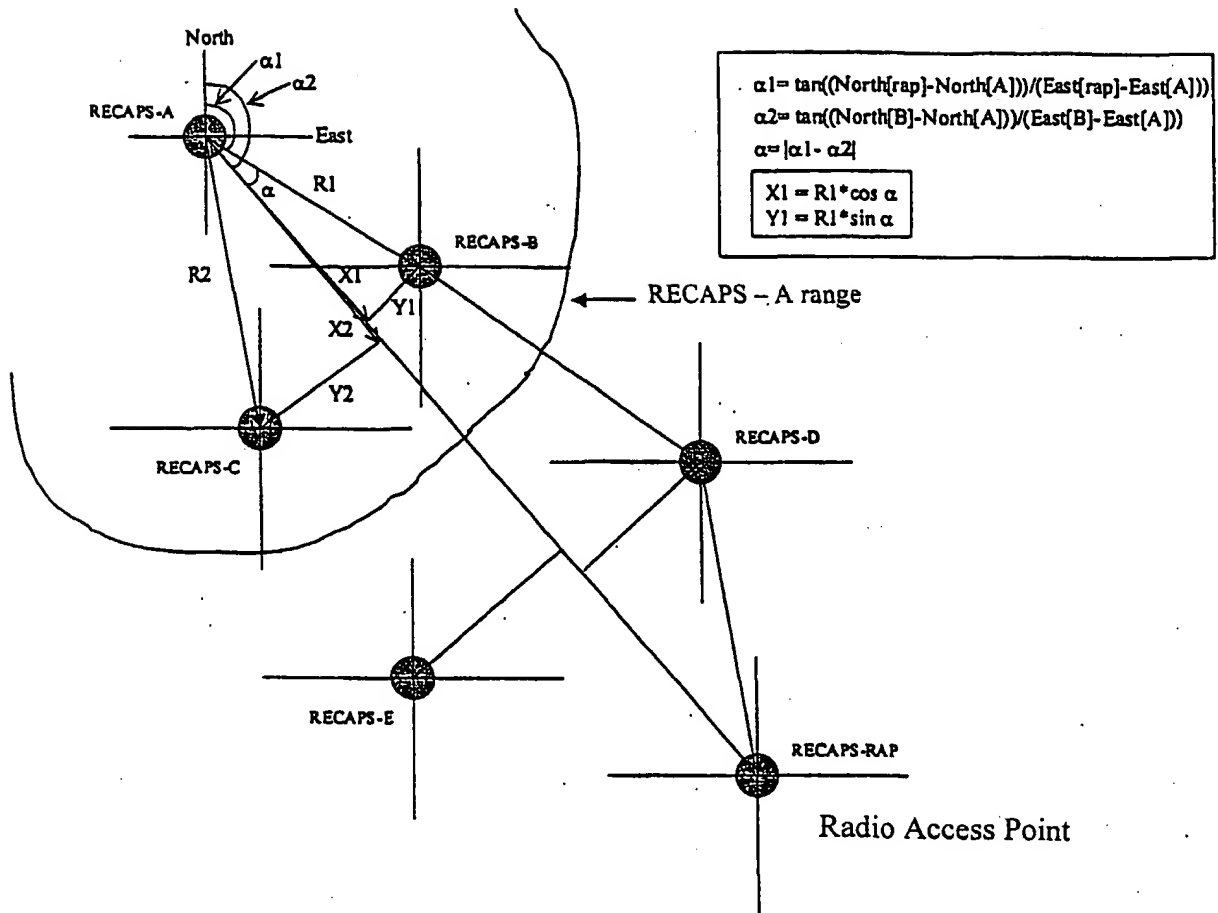 North
α1
α2
RECAPS-A
East
α
R1
R2
RECAPS-B
X1
Y1
X2
Y2
RECAPS – A range
RECAPS-C
RECAPS-D
RECAPS-E
RECAPS-RAP
Radio Access Point
α1= tan((North[rap]-North[A]))/(East[rap]-East[A]))
α2= tan((North[B]-North[A]))/(East[B]-East[A]))
α= |α1- α2|
X1 = R1*cos α
Y1 = R1*sin α